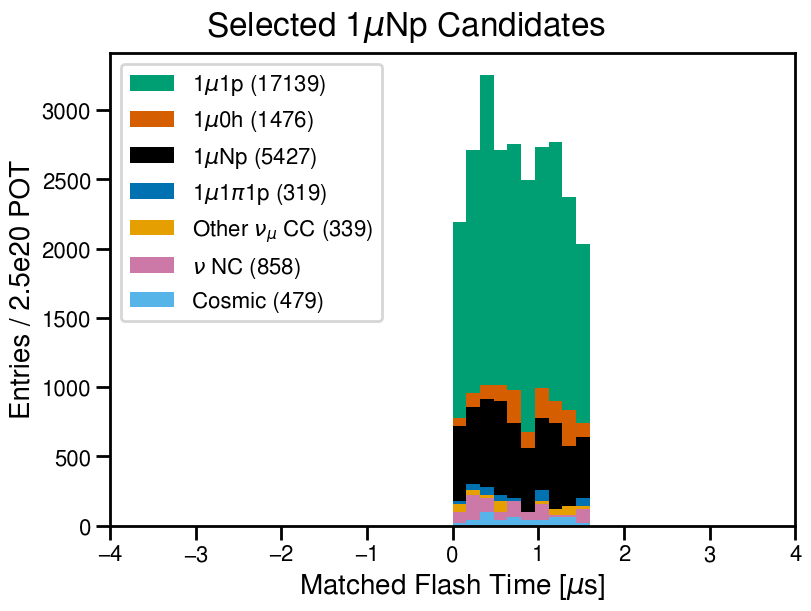 Selected 1μNp Candidates
1μ1p (17139)
1μ0h (1476)
1μNp (5427)
1μ1π1p (319)
Other νμ CC (339)
ν NC (858)
Cosmic (479)
Entries / 2.5e20 POT
3000
2500
2000
1500
1000
500
0
−4 −3 −2 −1 0 1 2 3 4
Matched Flash Time [μs]